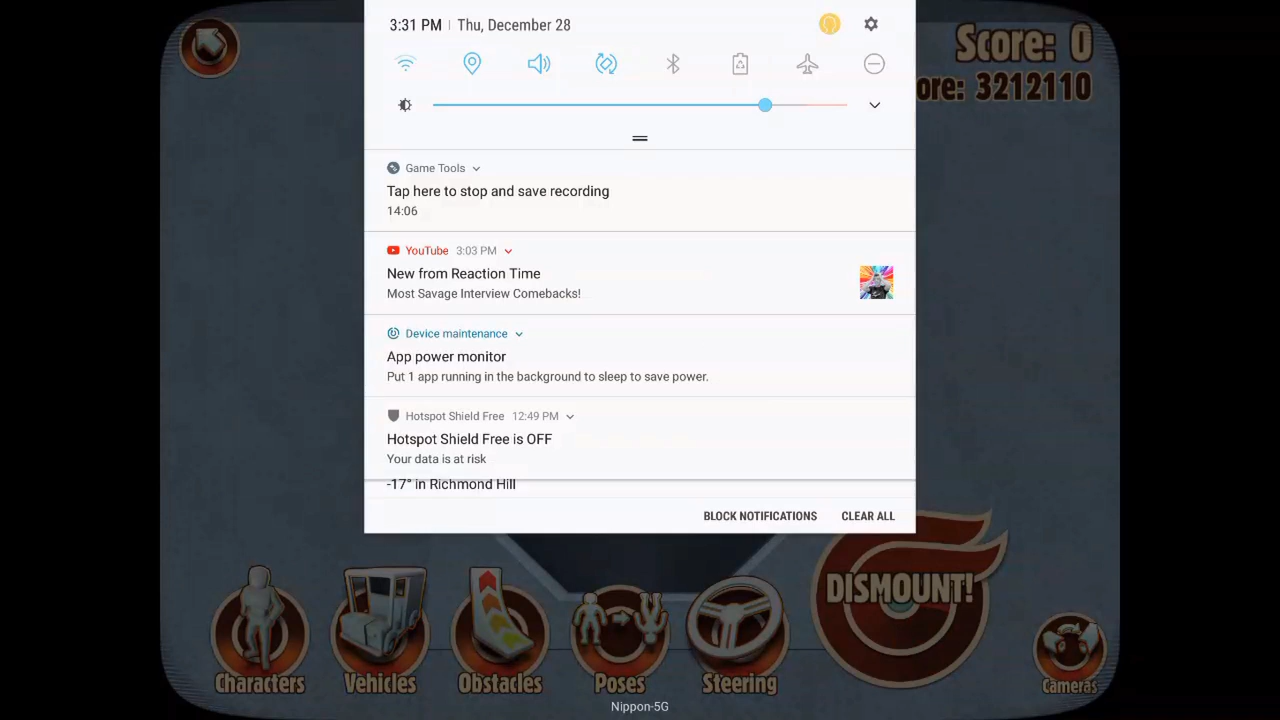 3:31 PM | Thu, December 28
Score: 0
ore: 3212110
Game Tools
Tap here to stop and save recording
14:06
YouTube 3:03 PM
New from Reaction Time
Most Savage Interview Comebacks!
Device maintenance
App power monitor
Put 1 app running in the background to sleep to save power.
Hotspot Shield Free 12:49 PM
Hotspot Shield Free is OFF
Your data is at risk
-17° in Richmond Hill
BLOCK NOTIFICATIONS CLEAR ALL
DISMOUNT!
Characters Vehicles Obstacles Poses Steering Cameras
Nippon-5G